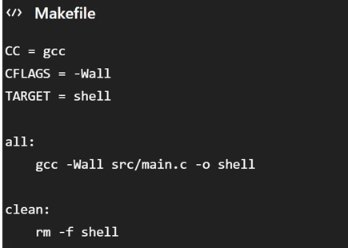 </> Makefile
CC = gcc
CFLAGS = -Wall
TARGET = shell
all:
    gcc -Wall src/main.c -o shell
clean:
    rm -f shell